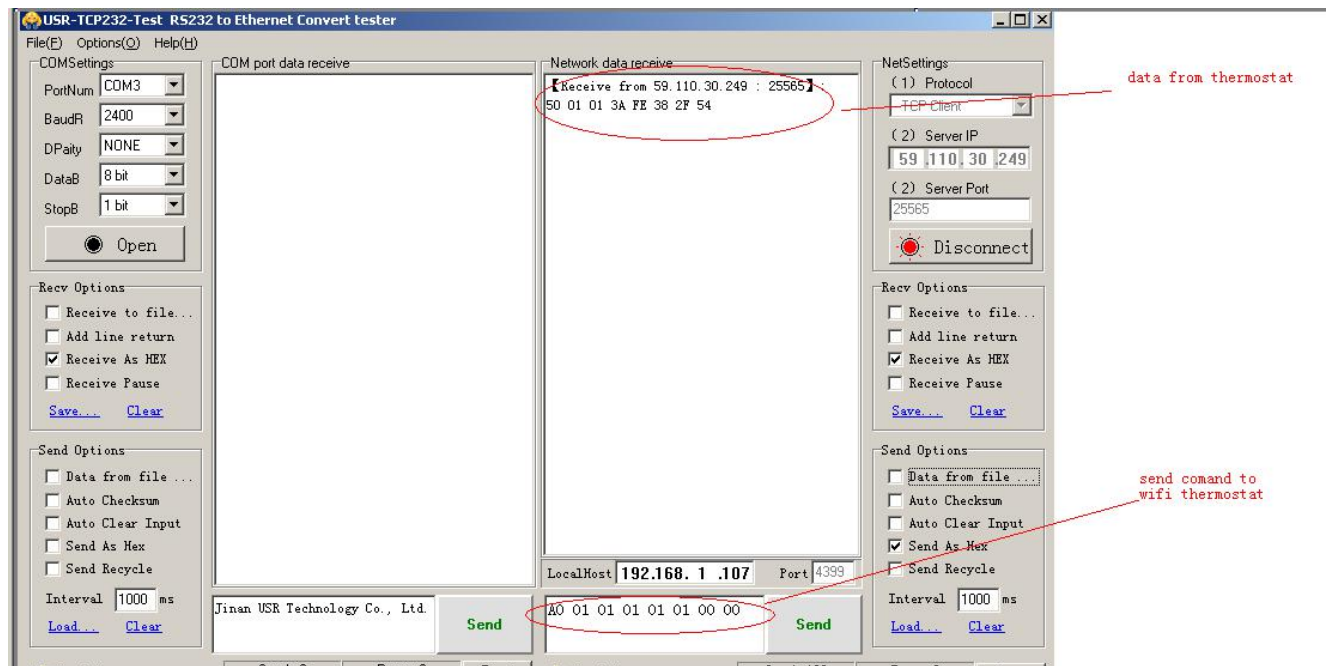 USR-TCP232-Test RS232 to Ethernet Convert tester
File(F) Options(O) Help(H)
COMSettings
PortNum COM3
BaudR 2400
DPaity NONE
DataB 8 bit
StopB 1 bit
Open
Recv Options
Receive to file...
Add line return
Receive As HEX
Receive Pause
Save... Clear
Send Options
Data from file ...
Auto Checksum
Auto Clear Input
Send As Hex
Send Recycle
Interval 1000 ms
Load... Clear
COM port data receive
Jinan USR Technology Co., Ltd.
Send
Network data receive
【Receive from 59.110.30.249 : 25565】:
50 01 01 3A FE 38 2F 54
LocalHost 192.168. 1 .107 Port 4399
A0 01 01 01 01 01 00 00
Send
NetSettings
(1) Protocol
TCP Client
(2) Server IP
59 .110 . 30 .249
(2) Server Port
25565
Disconnect
Recv Options
Receive to file...
Add line return
Receive As HEX
Receive Pause
Save... Clear
Send Options
Data from file ...
Auto Checksum
Auto Clear Input
Send As Hex
Send Recycle
Interval 1000 ms
Load... Clear
data from thermostat
send comand to
wifi thermostat